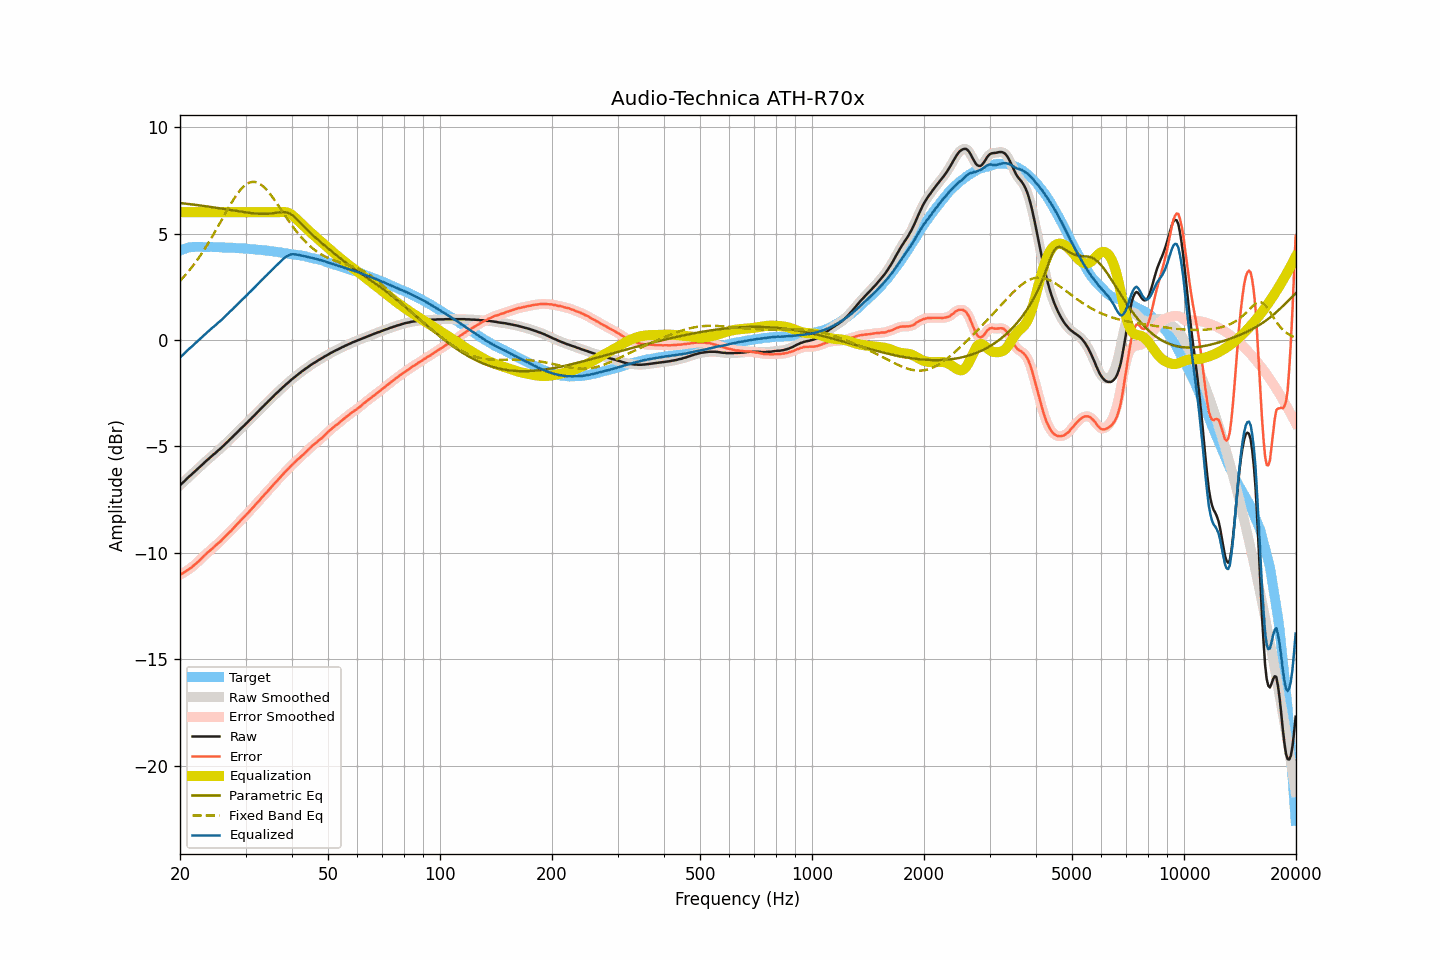 Audio-Technica ATH-R70x
10
5
0
−5
−10
−15
−20
Amplitude (dBr)
Target
Raw Smoothed
Error Smoothed
Raw
Error
Equalization
Parametric Eq
Fixed Band Eq
Equalized
20 50 100 200 500 1000 2000 5000 10000 20000
Frequency (Hz)